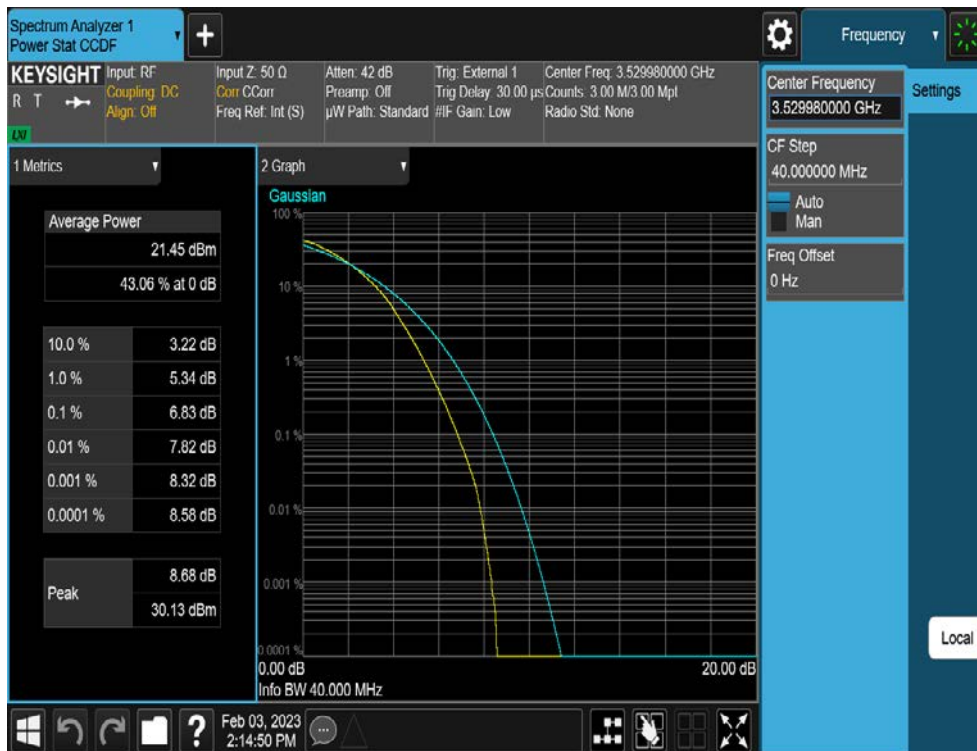 Spectrum Analyzer 1
Power Stat CCDF
+
Frequency
KEYSIGHT
R T
LXI
Input: RF
Coupling: DC
Align: Off
Input Z: 50 Ω
Corr CCorr
Freq Ref: Int (S)
Atten: 42 dB
Preamp: Off
µW Path: Standard
Trig: External 1
Trig Delay: 30.00 µs
#IF Gain: Low
Center Freq: 3.529980000 GHz
Counts: 3.00 M/3.00 Mpt
Radio Std: None
Center Frequency
3.529980000 GHz
Settings
CF Step
40.000000 MHz
Auto
Man
Freq Offset
0 Hz
Local
1 Metrics
Average Power
21.45 dBm
43.06 % at 0 dB
10.0 % 3.22 dB
1.0 % 5.34 dB
0.1 % 6.83 dB
0.01 % 7.82 dB
0.001 % 8.32 dB
0.0001 % 8.58 dB
Peak
8.68 dB
30.13 dBm
2 Graph
Gaussian
100 %
10 %
1 %
0.1 %
0.01 %
0.001 %
0.0001 %
0.00 dB 20.00 dB
Info BW 40.000 MHz
?
Feb 03, 2023
2:14:50 PM